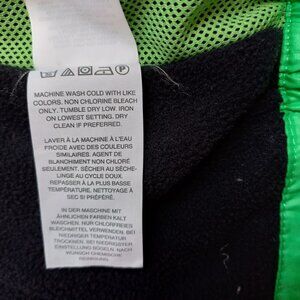 MACHINE WASH COLD WITH LIKE
COLORS. NON CHLORINE BLEACH
ONLY. TUMBLE DRY LOW. IRON
ON LOWEST SETTING. DRY
CLEAN IF PREFERRED.
LAVER À LA MACHINE À L'EAU
FROIDE AVEC DES COULEURS
SIMILAIRES. AGENT DE
BLANCHIMENT NON CHLORÉ
SEULEMENT. SÉCHER AU SÈCHE-
LINGE AU CYCLE DOUX.
REPASSER À LA PLUS BASSE
TEMPÉRATURE. NETTOYAGE À
SEC SI PRÉFÉRÉ.
IN DER MASCHINE MIT
ÄHNLICHEN FARBEN KALT
WASCHEN. NUR CHLORFREIES
BLEICHMITTEL VERWENDEN. BEI
NIEDRIGER TEMPERATUR
TROCKNEN. BEI NIEDRIGSTER
EINSTELLUNG BÜGELN. NACH
WUNSCH CHEMISCHE
REINIGUNG.